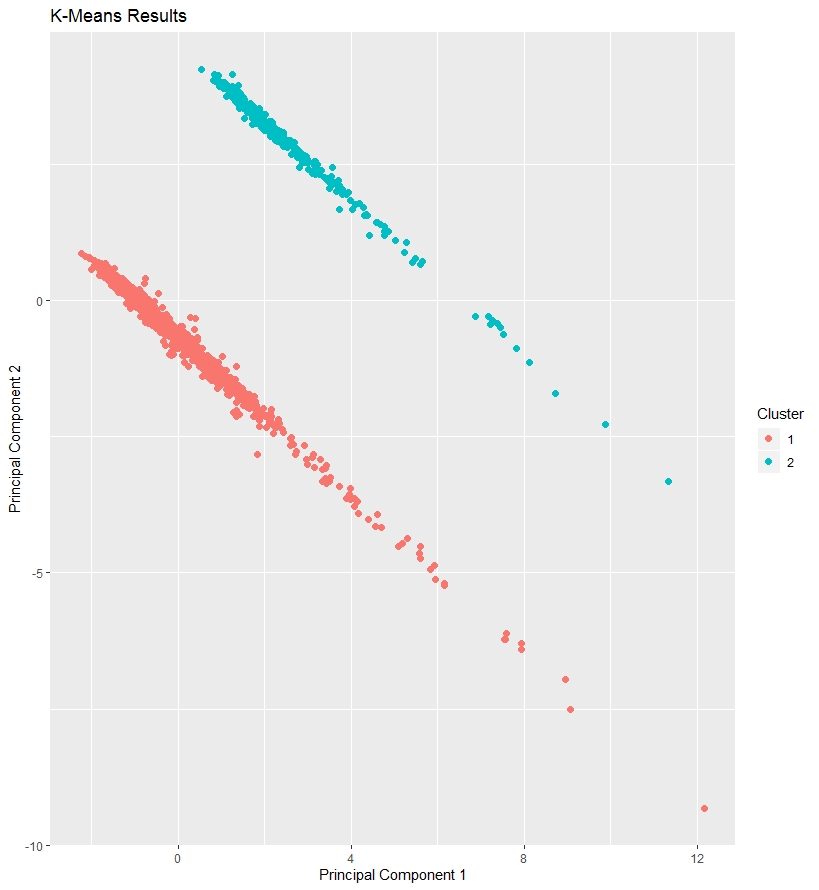 K-Means Results
Principal Component 2
0
-5
-10
0
4
8
12
Principal Component 1
Cluster
1
2